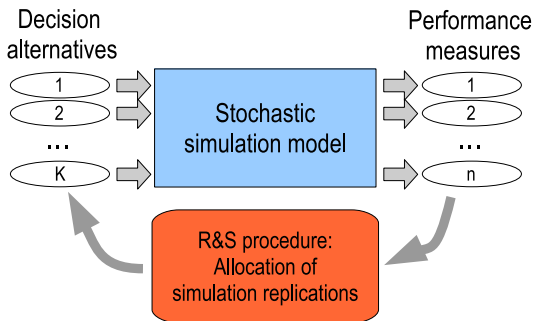 Decision
alternatives
Performance
measures
1
2
...
K
Stochastic
simulation model
1
2
...
n
R&S procedure:
Allocation of
simulation replications